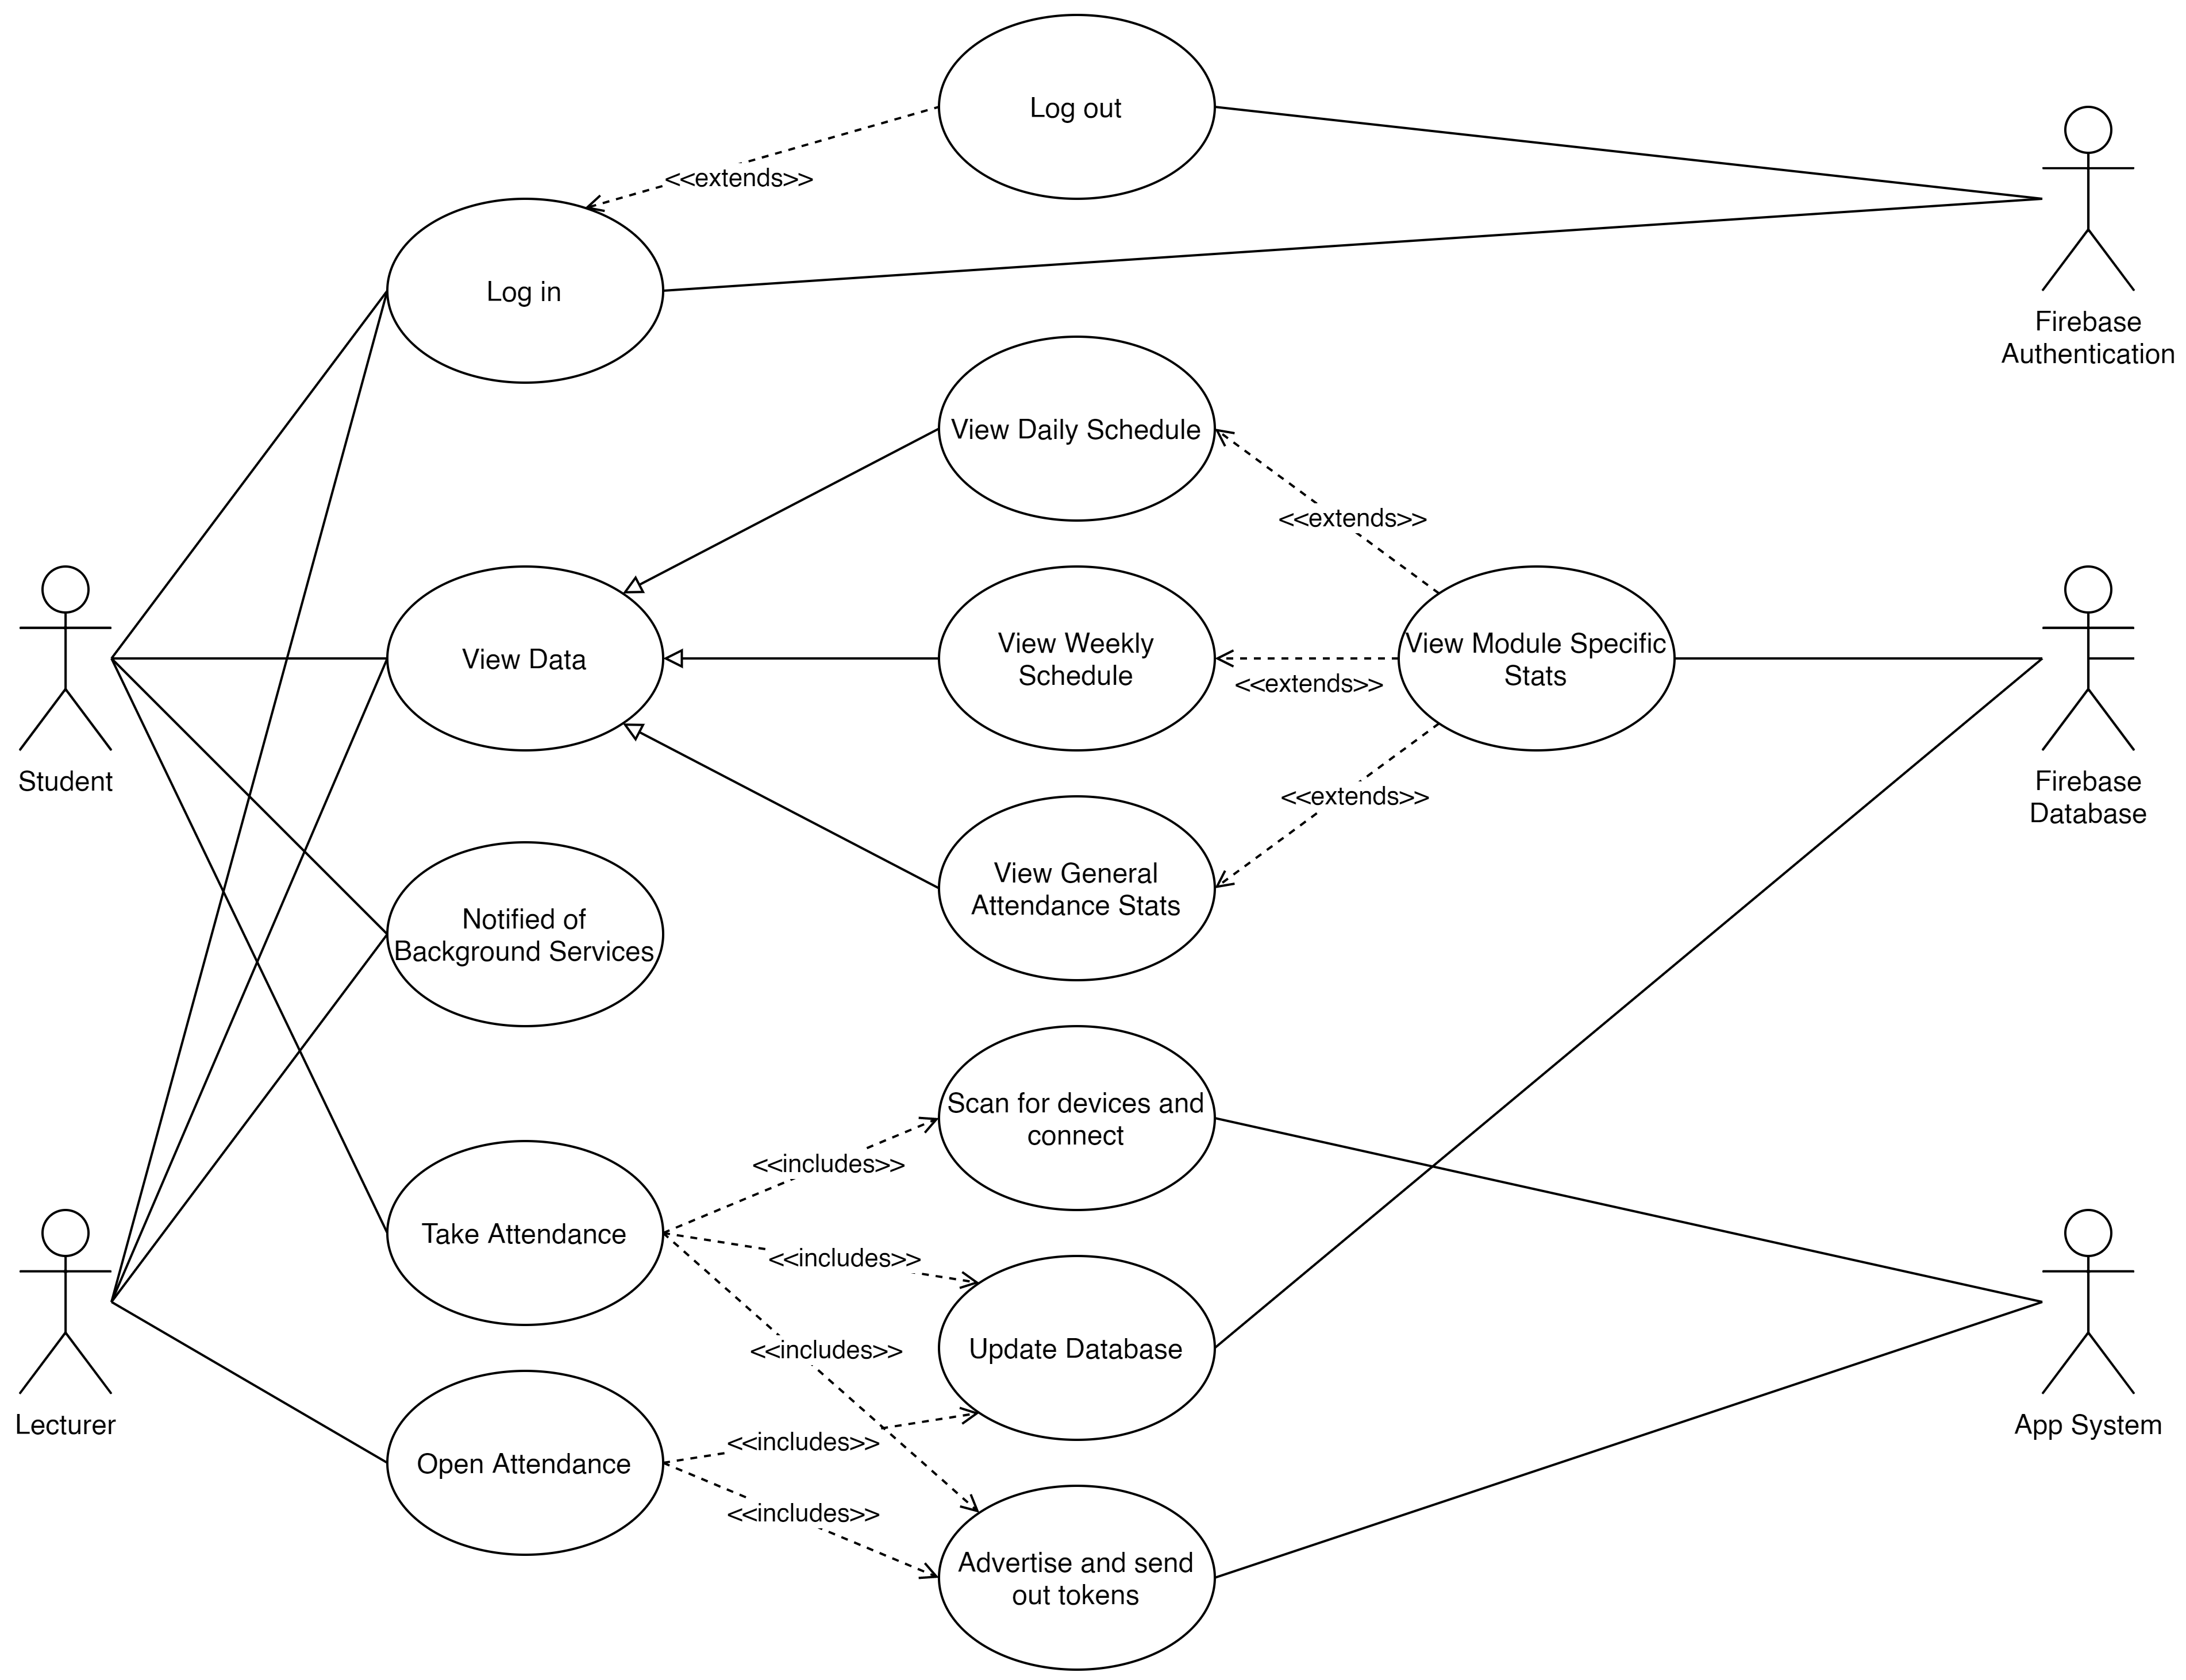 Log out
<<extends>>
Log in
Firebase
Authentication
View Daily Schedule
<<extends>>
View Data
View Weekly
Schedule
<<extends>>
View Module Specific
Stats
Student
Firebase
Database
<<extends>>
View General
Attendance Stats
Notified of
Background Services
Scan for devices and
connect
<<includes>>
Take Attendance
<<includes>>
<<includes>>
Update Database
Lecturer
App System
<<includes>>
Open Attendance
<<includes>>
Advertise and send
out tokens